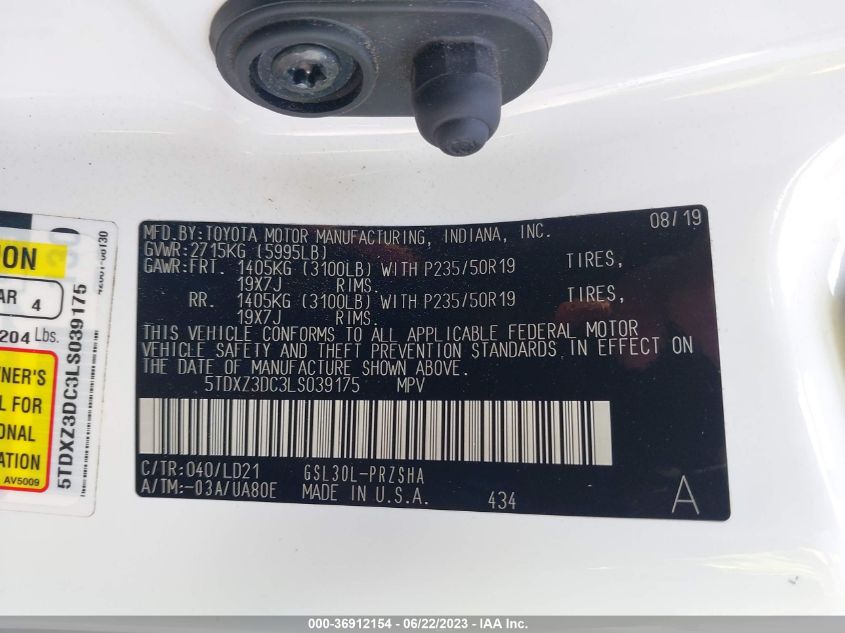 MFD.BY:TOYOTA MOTOR MANUFACTURING, INDIANA, INC. 08/19
GVWR:2715KG (5995LB)
GAWR:FRT. 1405KG (3100LB) WITH P235/50R19 TIRES,
19X7J RIMS.
RR. 1405KG (3100LB) WITH P235/50R19 TIRES,
19X7J RIMS.
THIS VEHICLE CONFORMS TO ALL APPLICABLE FEDERAL MOTOR
VEHICLE SAFETY AND THEFT PREVENTION STANDARDS IN EFFECT ON
THE DATE OF MANUFACTURE SHOWN ABOVE.
5TDXZ3DC3LS039175 MPV
C/TR:040/LD21 GSL30L-PRZSHA
A/TM:-03A/UA80E MADE IN U.S.A. 434 A
AR 4
204 Lbs.
NER'S
L FOR
ONAL
ATION
AV5009
5TDXZ3DC3LS039175
000-36912154 - 06/22/2023 - IAA Inc.